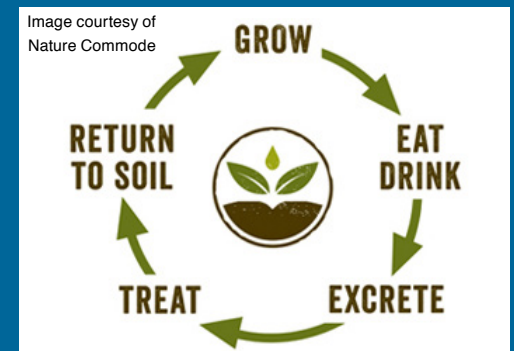 Image courtesy of
Nature Commode
GROW
EAT
DRINK
EXCRETE
TREAT
RETURN
TO SOIL